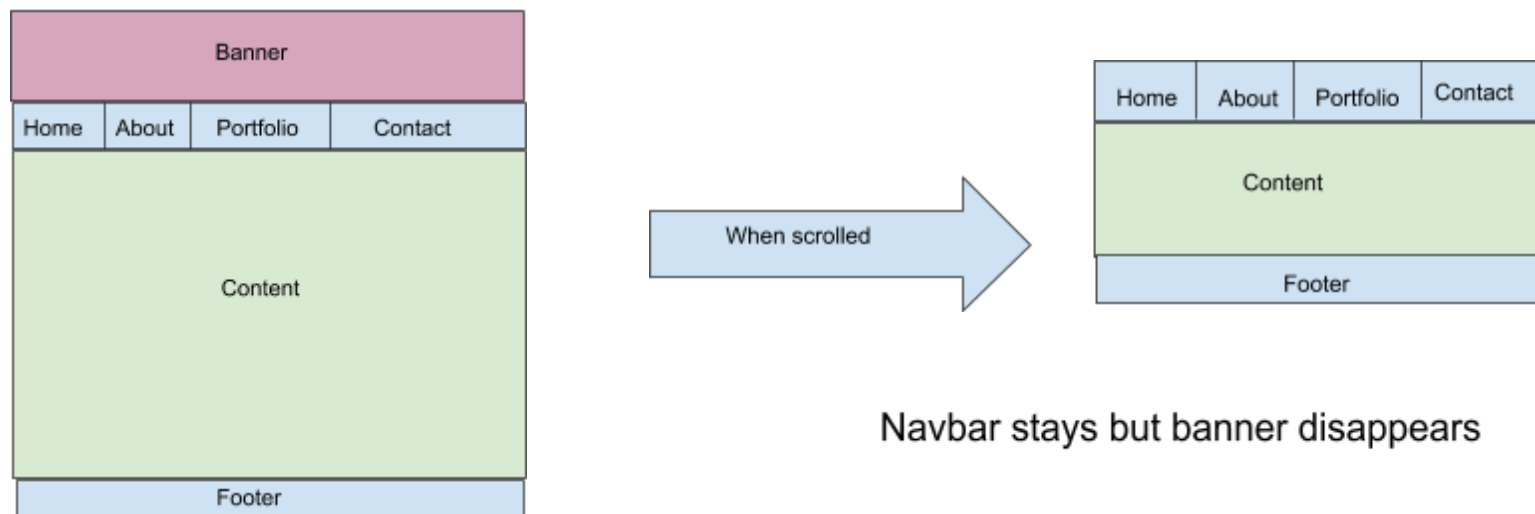 Banner
Home About Portfolio Contact
Content
Footer
When scrolled
Home About Portfolio Contact
Content
Footer
Navbar stays but banner disappears